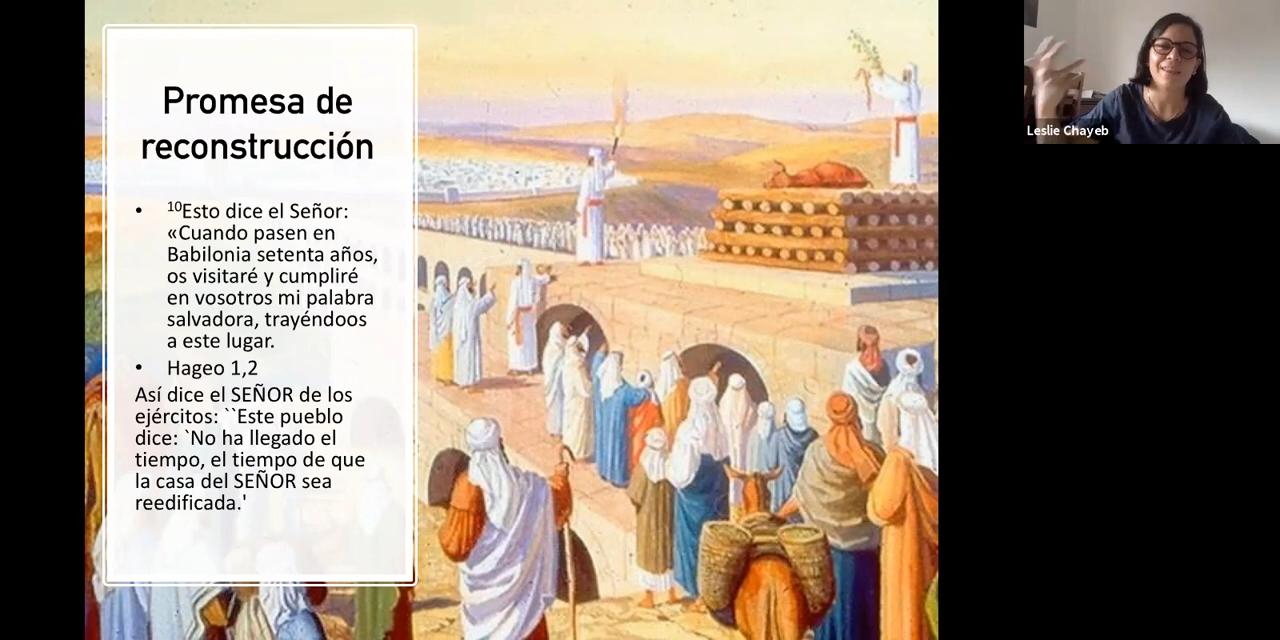 Promesa de
reconstrucción
• ¹⁰Esto dice el Señor:
«Cuando pasen en
Babilonia setenta años,
os visitaré y cumpliré
en vosotros mi palabra
salvadora, trayéndoos
a este lugar.
• Hageo 1,2
Así dice el SEÑOR de los
ejércitos: ``Este pueblo
dice: `No ha llegado el
tiempo, el tiempo de que
la casa del SEÑOR sea
reedificada.'
Leslie Chayeb